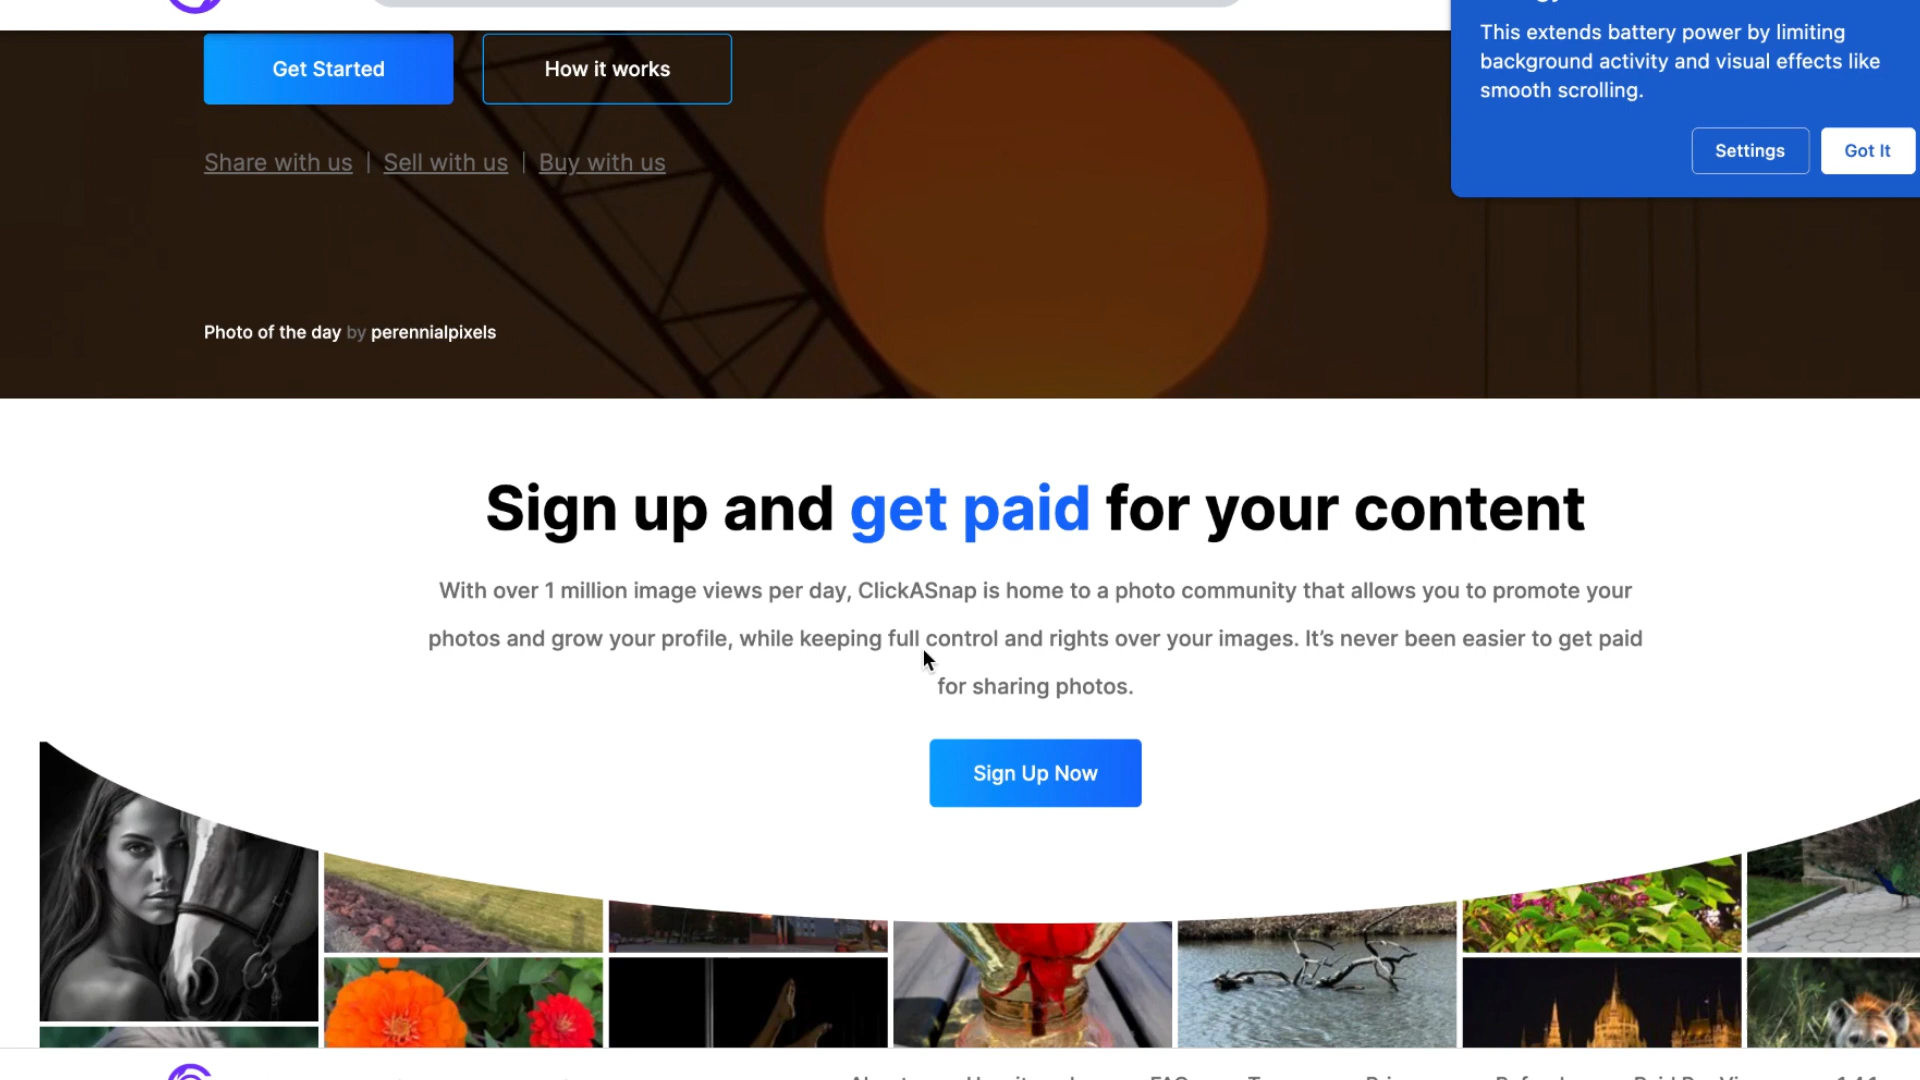 Get Started
How it works
Share with us | Sell with us | Buy with us
Photo of the day by perennialpixels
This extends battery power by limiting
background activity and visual effects like
smooth scrolling.
Settings
Got It
Sign up and get paid for your content
With over 1 million image views per day, ClickASnap is home to a photo community that allows you to promote your
photos and grow your profile, while keeping full control and rights over your images. It’s never been easier to get paid
for sharing photos.
Sign Up Now